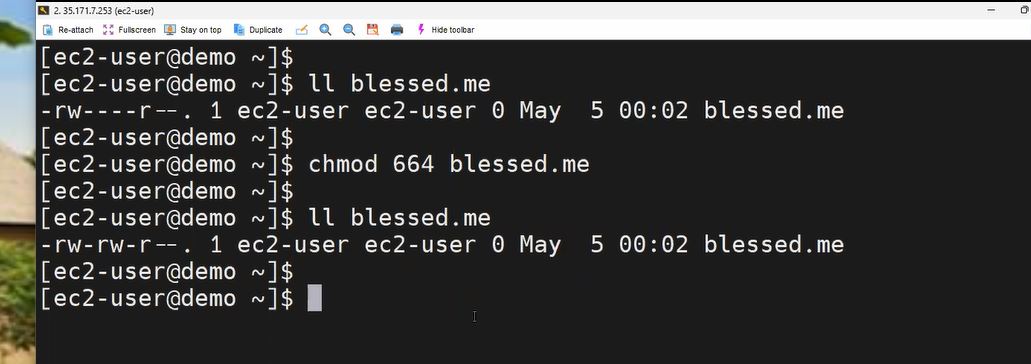 2. 35.171.7.253 (ec2-user)
Re-attach Fullscreen Stay on top Duplicate Hide toolbar
[ec2-user@demo ~]$
[ec2-user@demo ~]$ ll blessed.me
-rw----r--. 1 ec2-user ec2-user 0 May  5 00:02 blessed.me
[ec2-user@demo ~]$
[ec2-user@demo ~]$ chmod 664 blessed.me
[ec2-user@demo ~]$
[ec2-user@demo ~]$ ll blessed.me
-rw-rw-r--. 1 ec2-user ec2-user 0 May  5 00:02 blessed.me
[ec2-user@demo ~]$
[ec2-user@demo ~]$